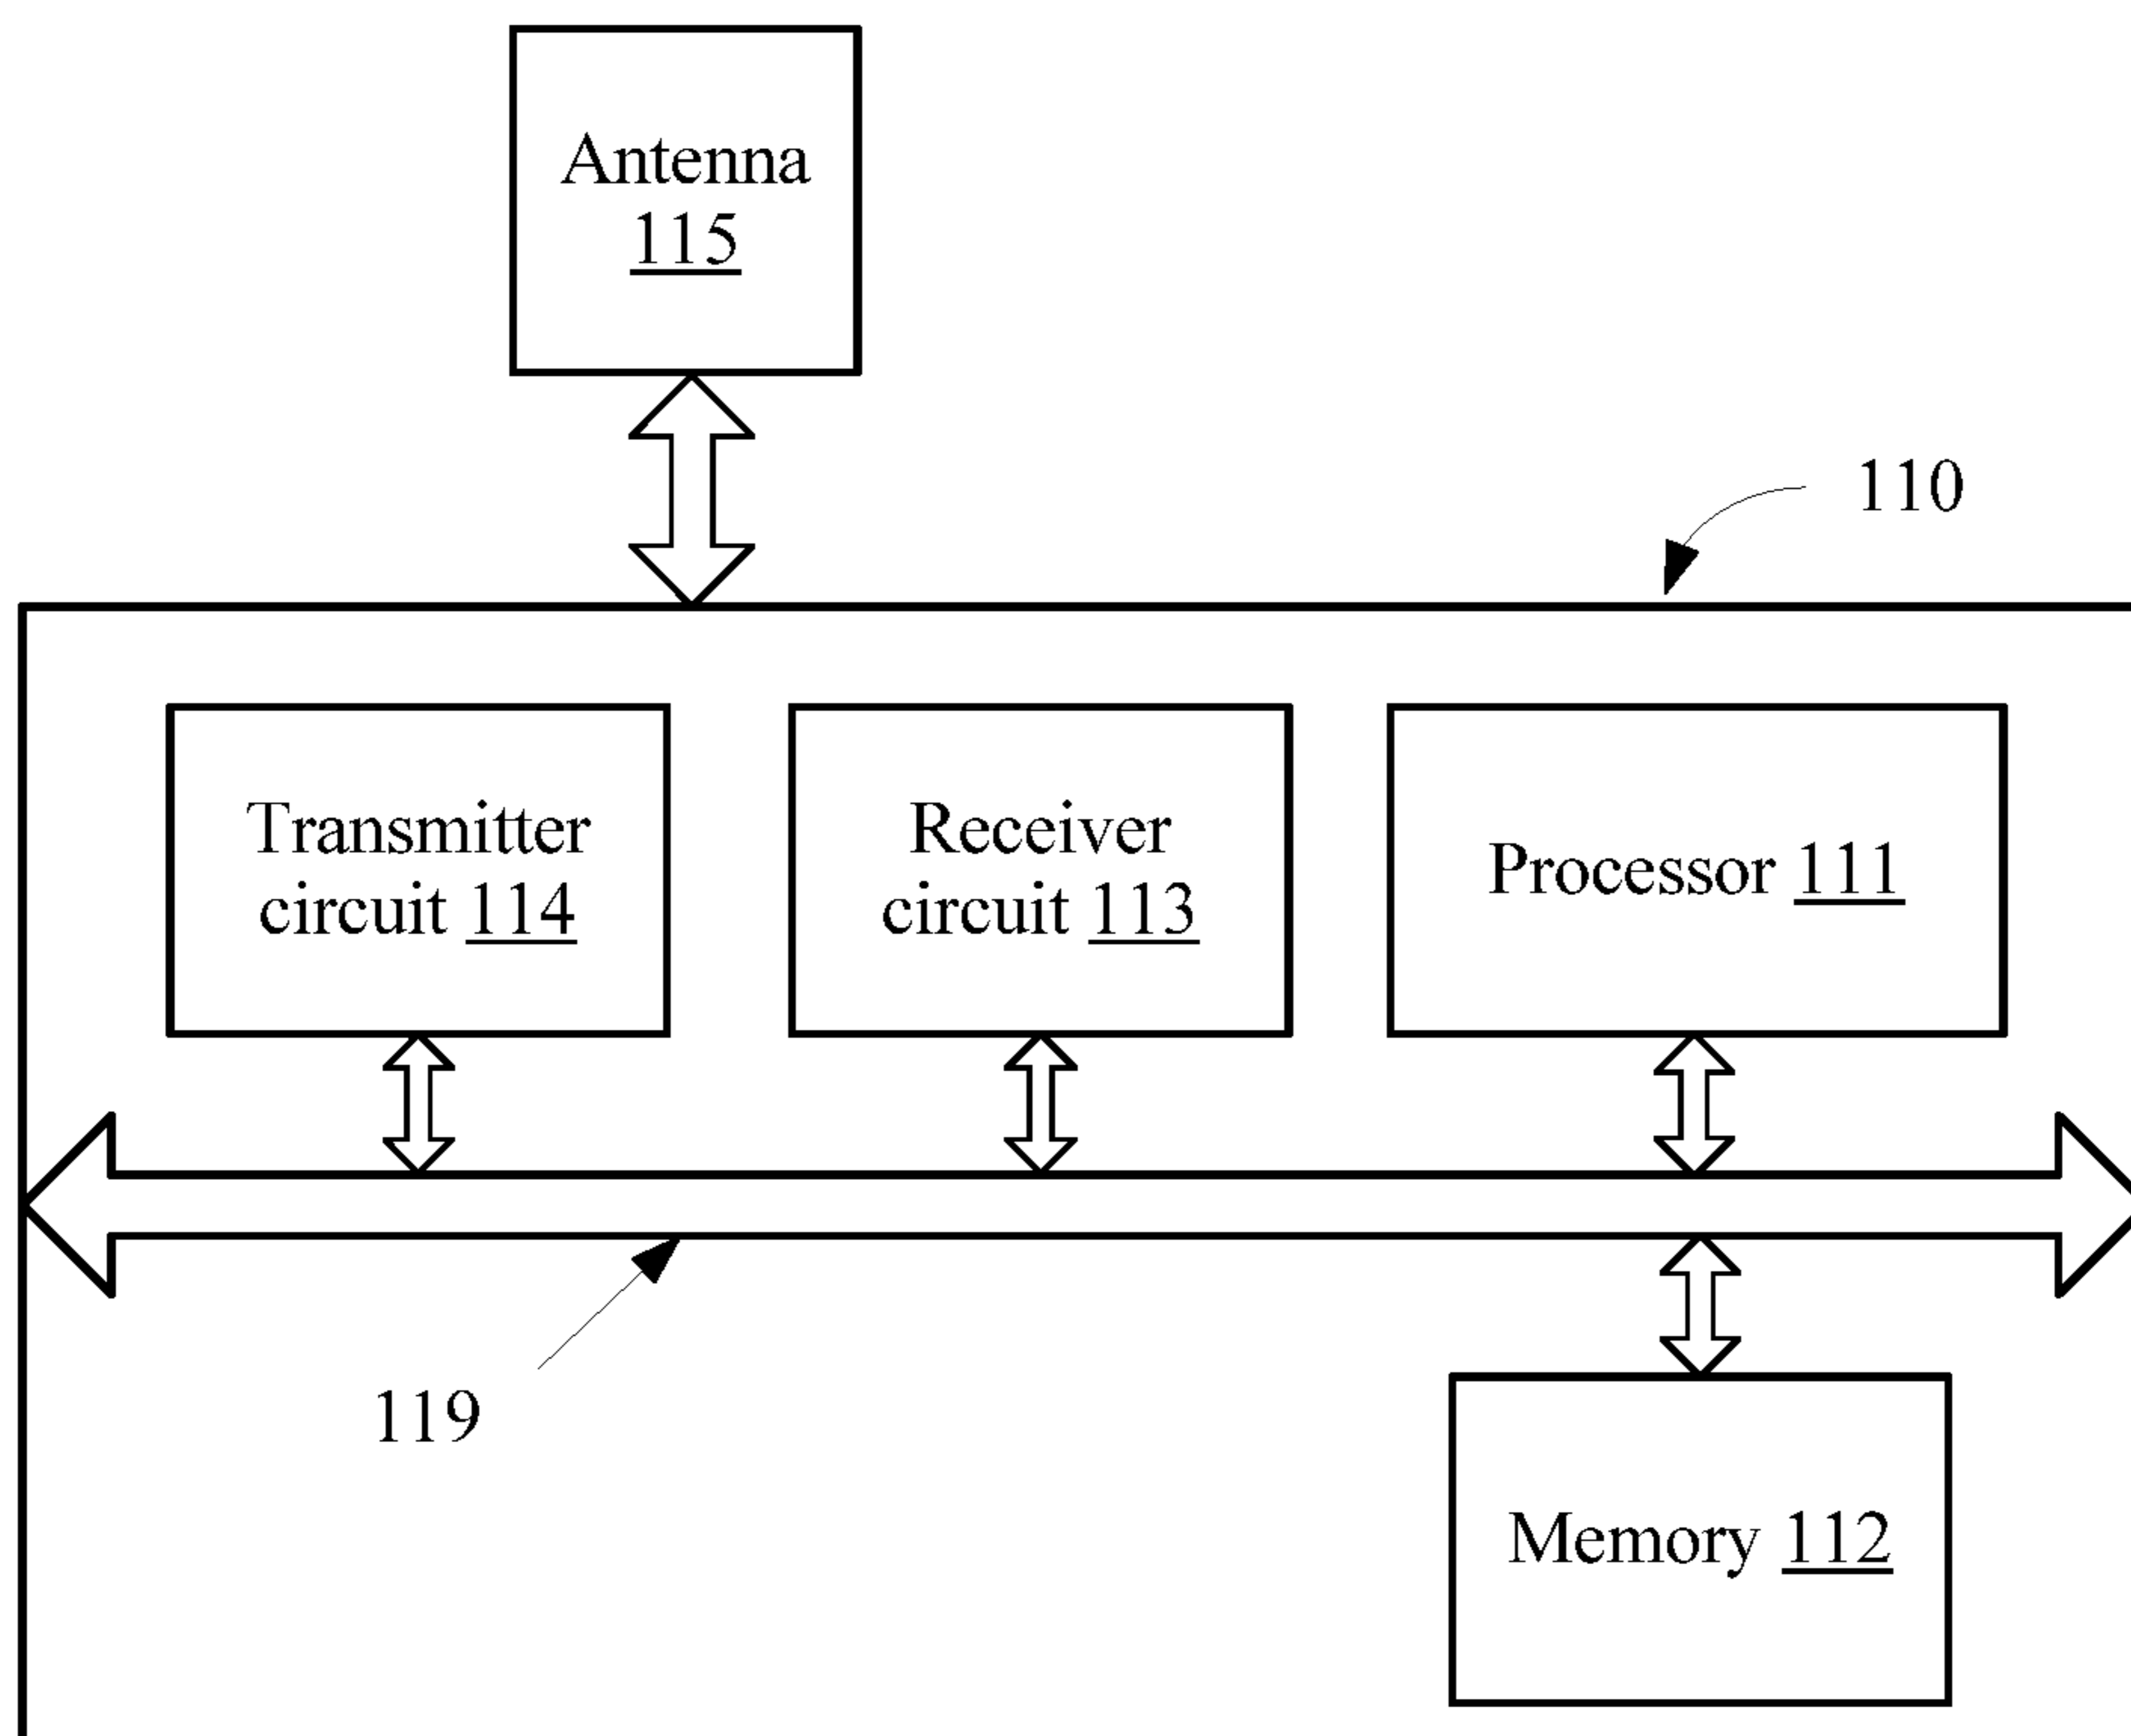 Antenna
115
110
Transmitter
circuit 114
Receiver
circuit 113
Processor 111
119
Memory 112